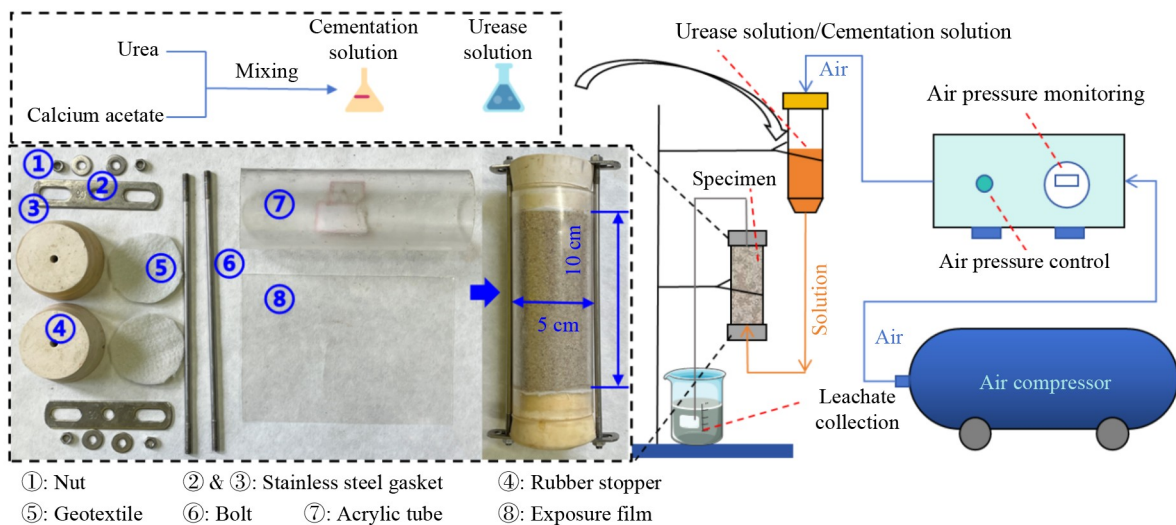 Urea
Calcium acetate
Mixing
Cementation
solution
Urease
solution
①
②
③
④
⑤
⑥
⑦
⑧
10 cm
5 cm
Urease solution/Cementation solution
Air
Air pressure monitoring
Specimen
Air pressure control
Solution
Air
Air compressor
Leachate
collection
①: Nut ② & ③: Stainless steel gasket ④: Rubber stopper
⑤: Geotextile ⑥: Bolt ⑦: Acrylic tube ⑧: Exposure film